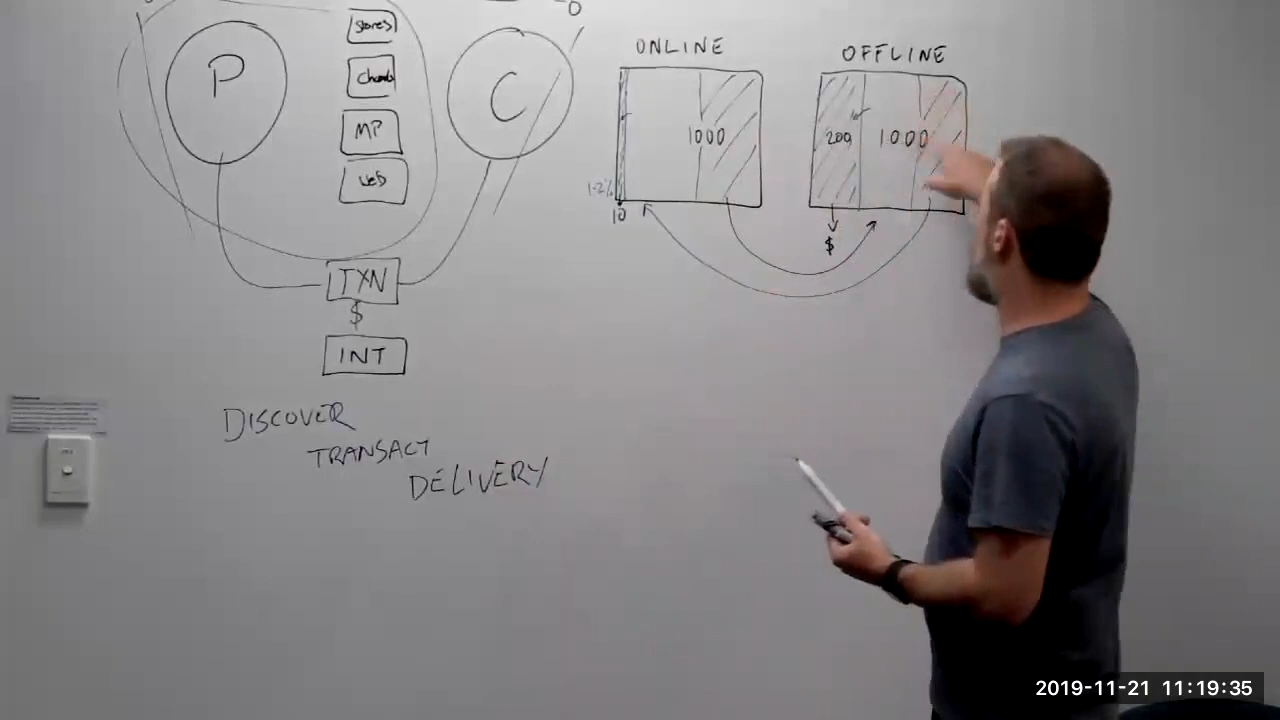 P
Stores
MP
Web
C
TXN
$
INT
DISCOVER
TRANSACT
DELIVERY
ONLINE
1000
1-2%
10
OFFLINE
200
1000
$
2019-11-21 11:19:35